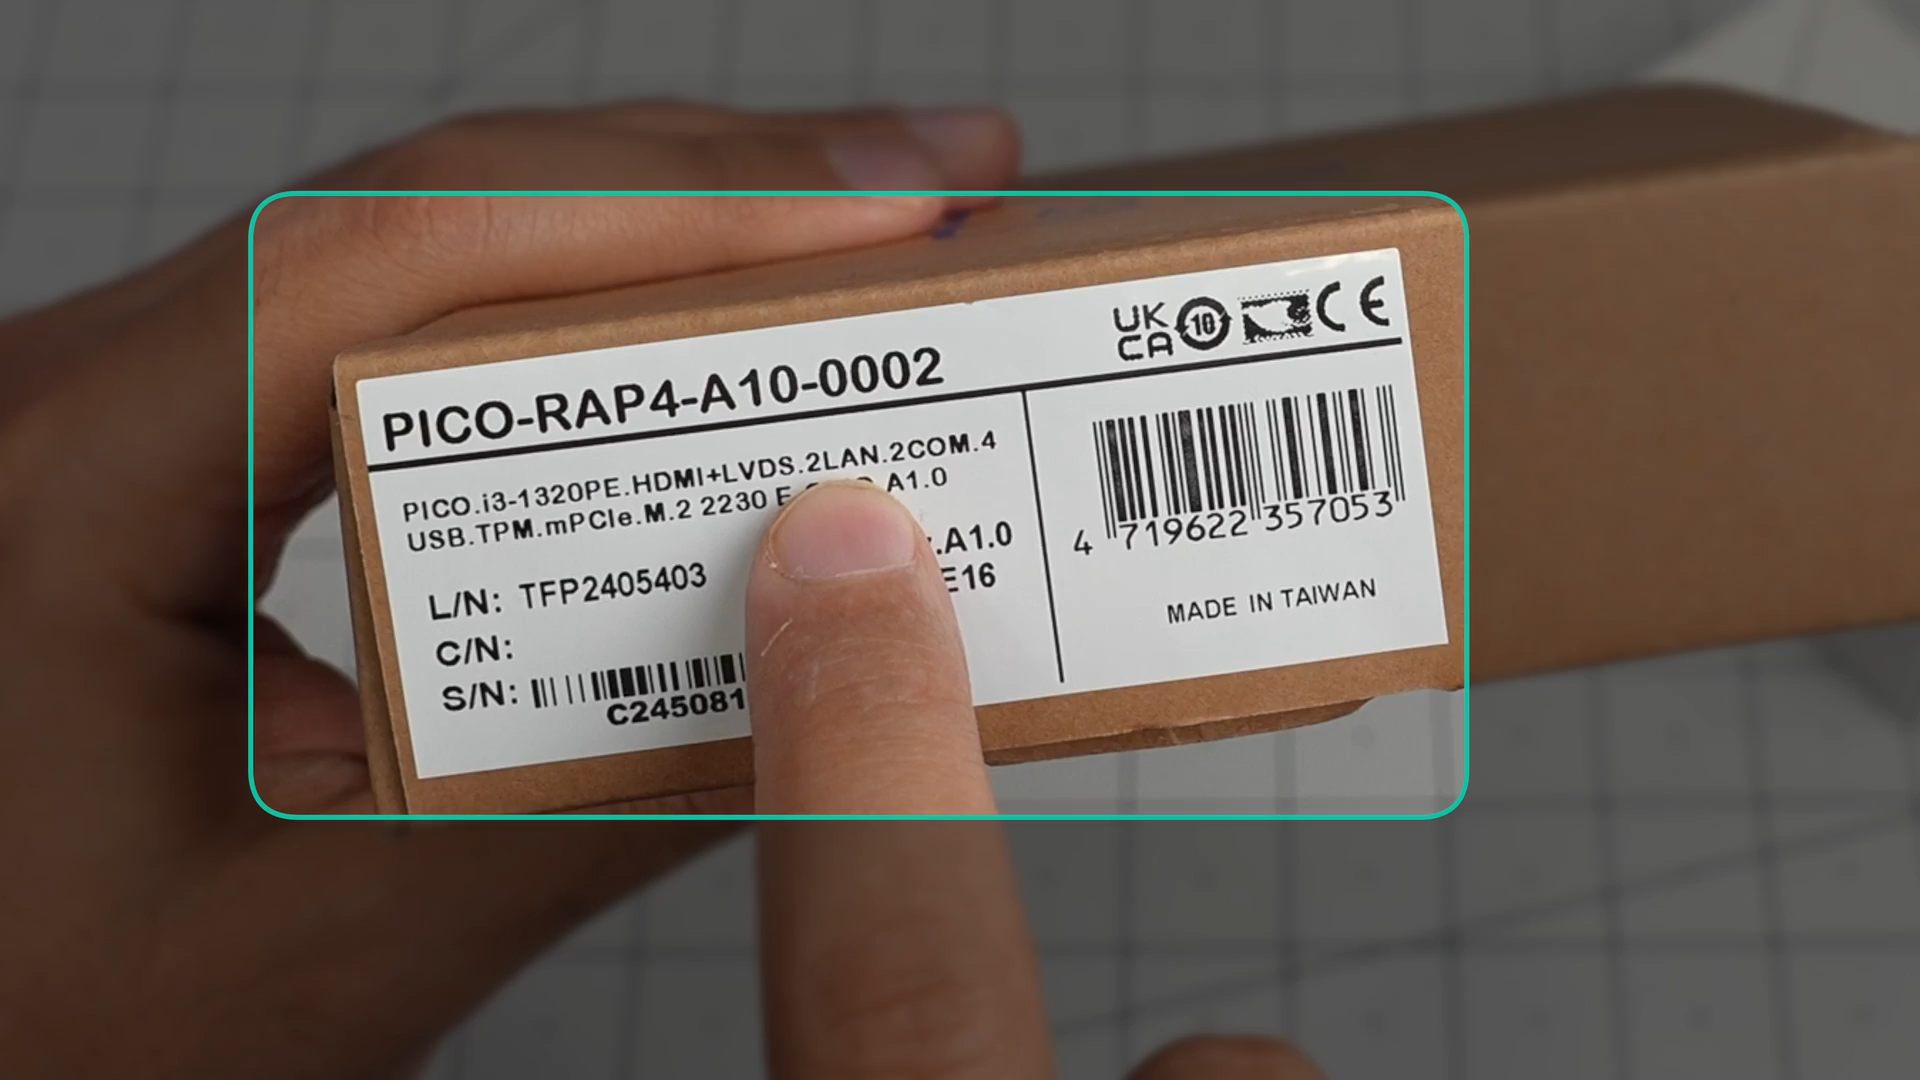 PICO-RAP4-A10-0002
UK
CA
10
CE
PICO.i3-1320PE.HDMI+LVDS.2LAN.2COM.4
USB.TPM.mPCIe.M.2 2230 E A1.0
.A1.0
E16
L/N: TFP2405403
C/N:
S/N:
C245081
4 719622 357053
MADE IN TAIWAN